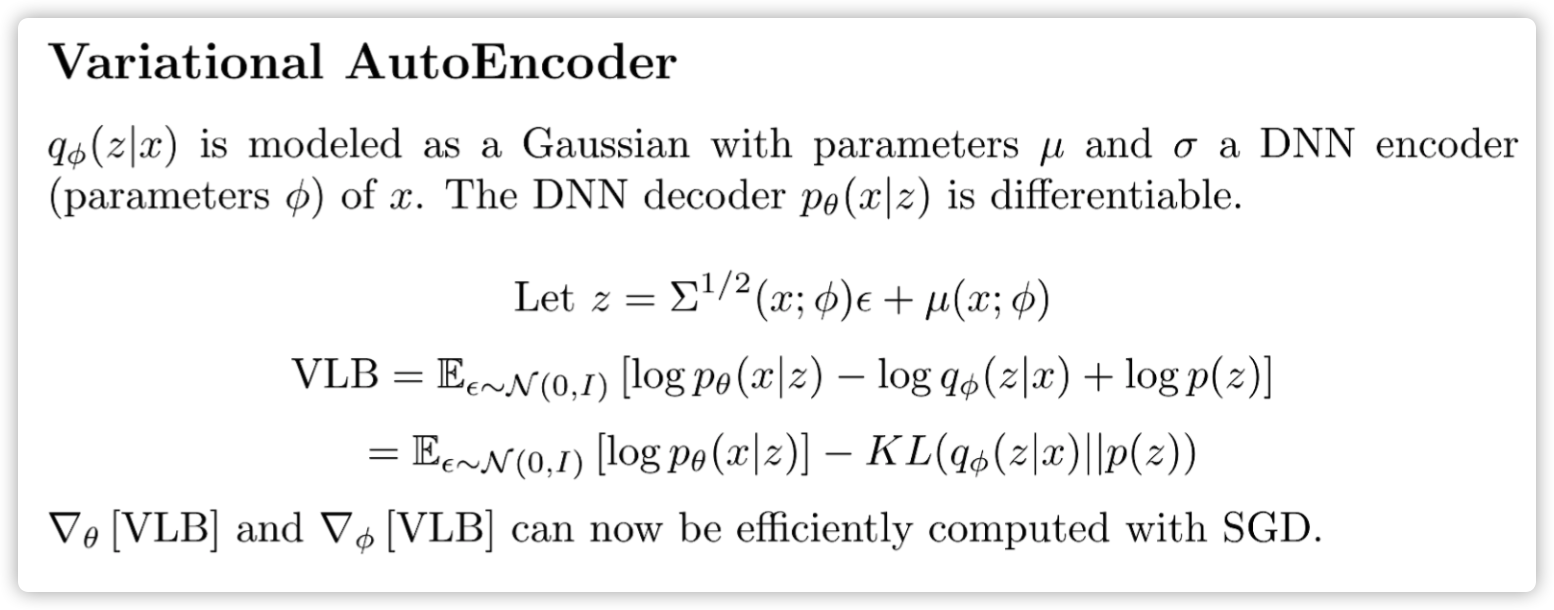 Variational AutoEncoder
$q_\phi(z|x)$ is modeled as a Gaussian with parameters $\mu$ and $\sigma$ a DNN encoder
(parameters $\phi$) of $x$. The DNN decoder $p_\theta(x|z)$ is differentiable.
Let $z = \Sigma^{1/2}(x;\phi)\epsilon + \mu(x;\phi)$
$\text{VLB} = \mathbb{E}_{\epsilon\sim\mathcal{N}(0,I)}\left[\log p_\theta(x|z) - \log q_\phi(z|x) + \log p(z)\right]$
$= \mathbb{E}_{\epsilon\sim\mathcal{N}(0,I)}\left[\log p_\theta(x|z)\right] - KL(q_\phi(z|x)||p(z))$
$\nabla_\theta\left[\text{VLB}\right]$ and $\nabla_\phi\left[\text{VLB}\right]$ can now be efficiently computed with SGD.